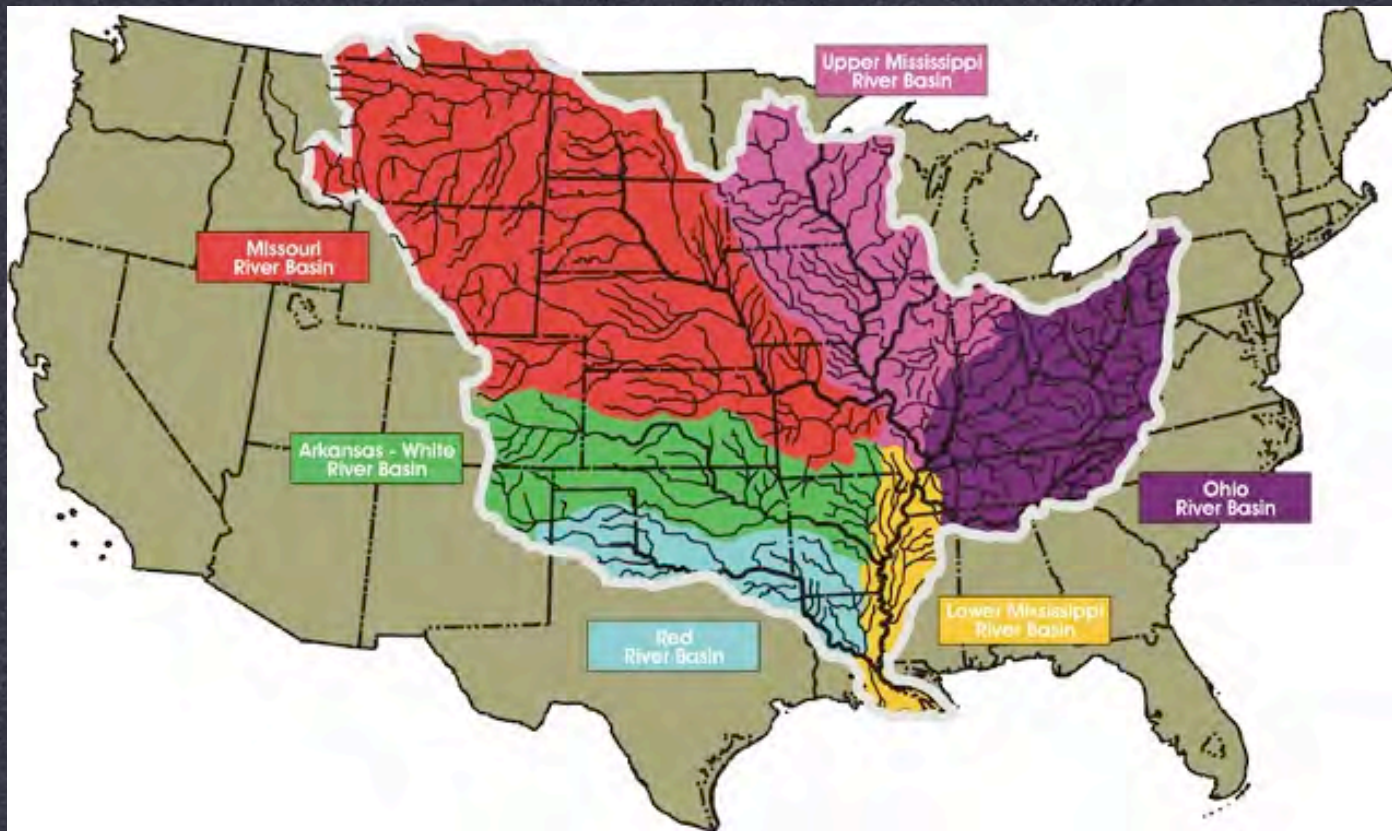 Upper Mississippi
River Basin
Missouri
River Basin
Arkansas - White
River Basin
Ohio
River Basin
Lower Mississippi
River Basin
Red
River Basin